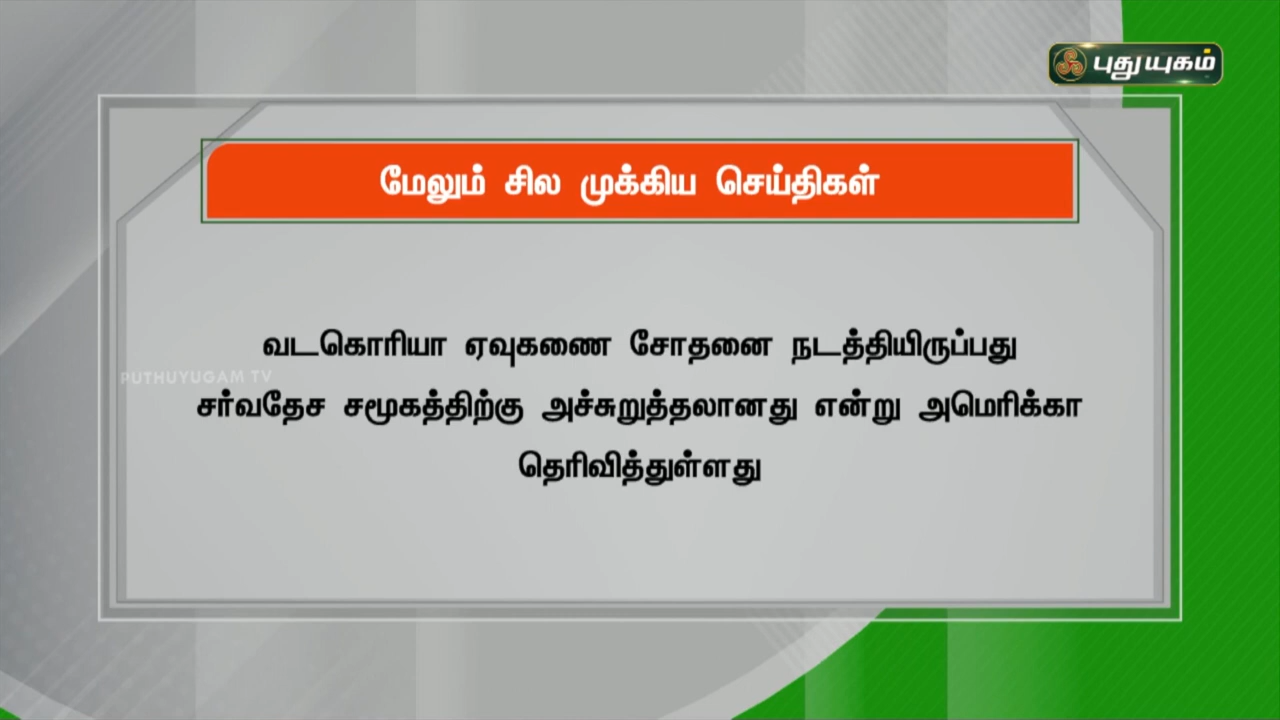 புதுயுகம்
மேலும் சில முக்கிய செய்திகள்
வடகொரியா ஏவுகணை சோதனை நடத்தியிருப்பது
PUTHUYUGAM TV
சர்வதேச சமூகத்திற்கு அச்சுறுத்தலானது என்று அமெரிக்கா
தெரிவித்துள்ளது